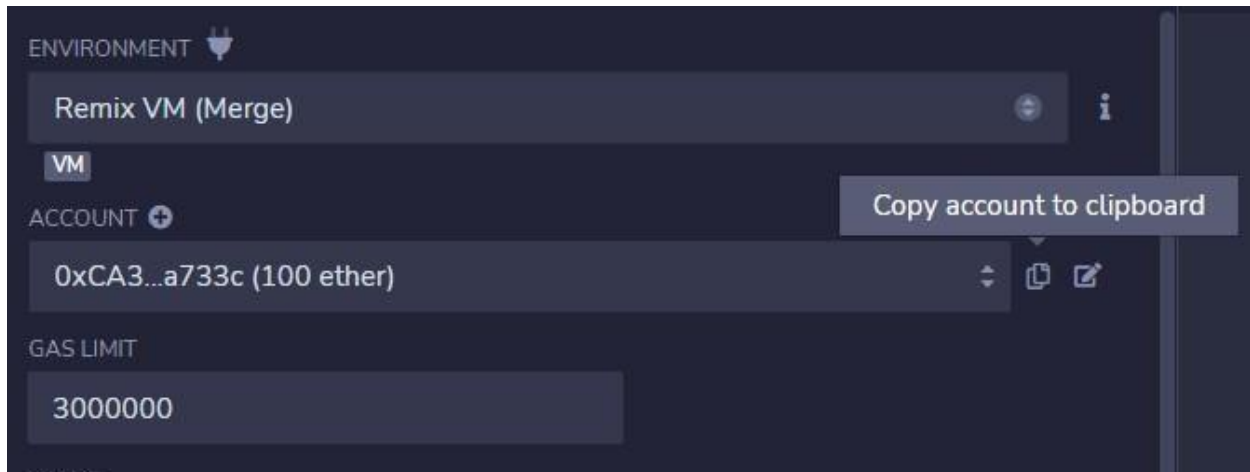 ENVIRONMENT
Remix VM (Merge)
i
VM
Copy account to clipboard
ACCOUNT
0xCA3...a733c (100 ether)
GAS LIMIT
3000000